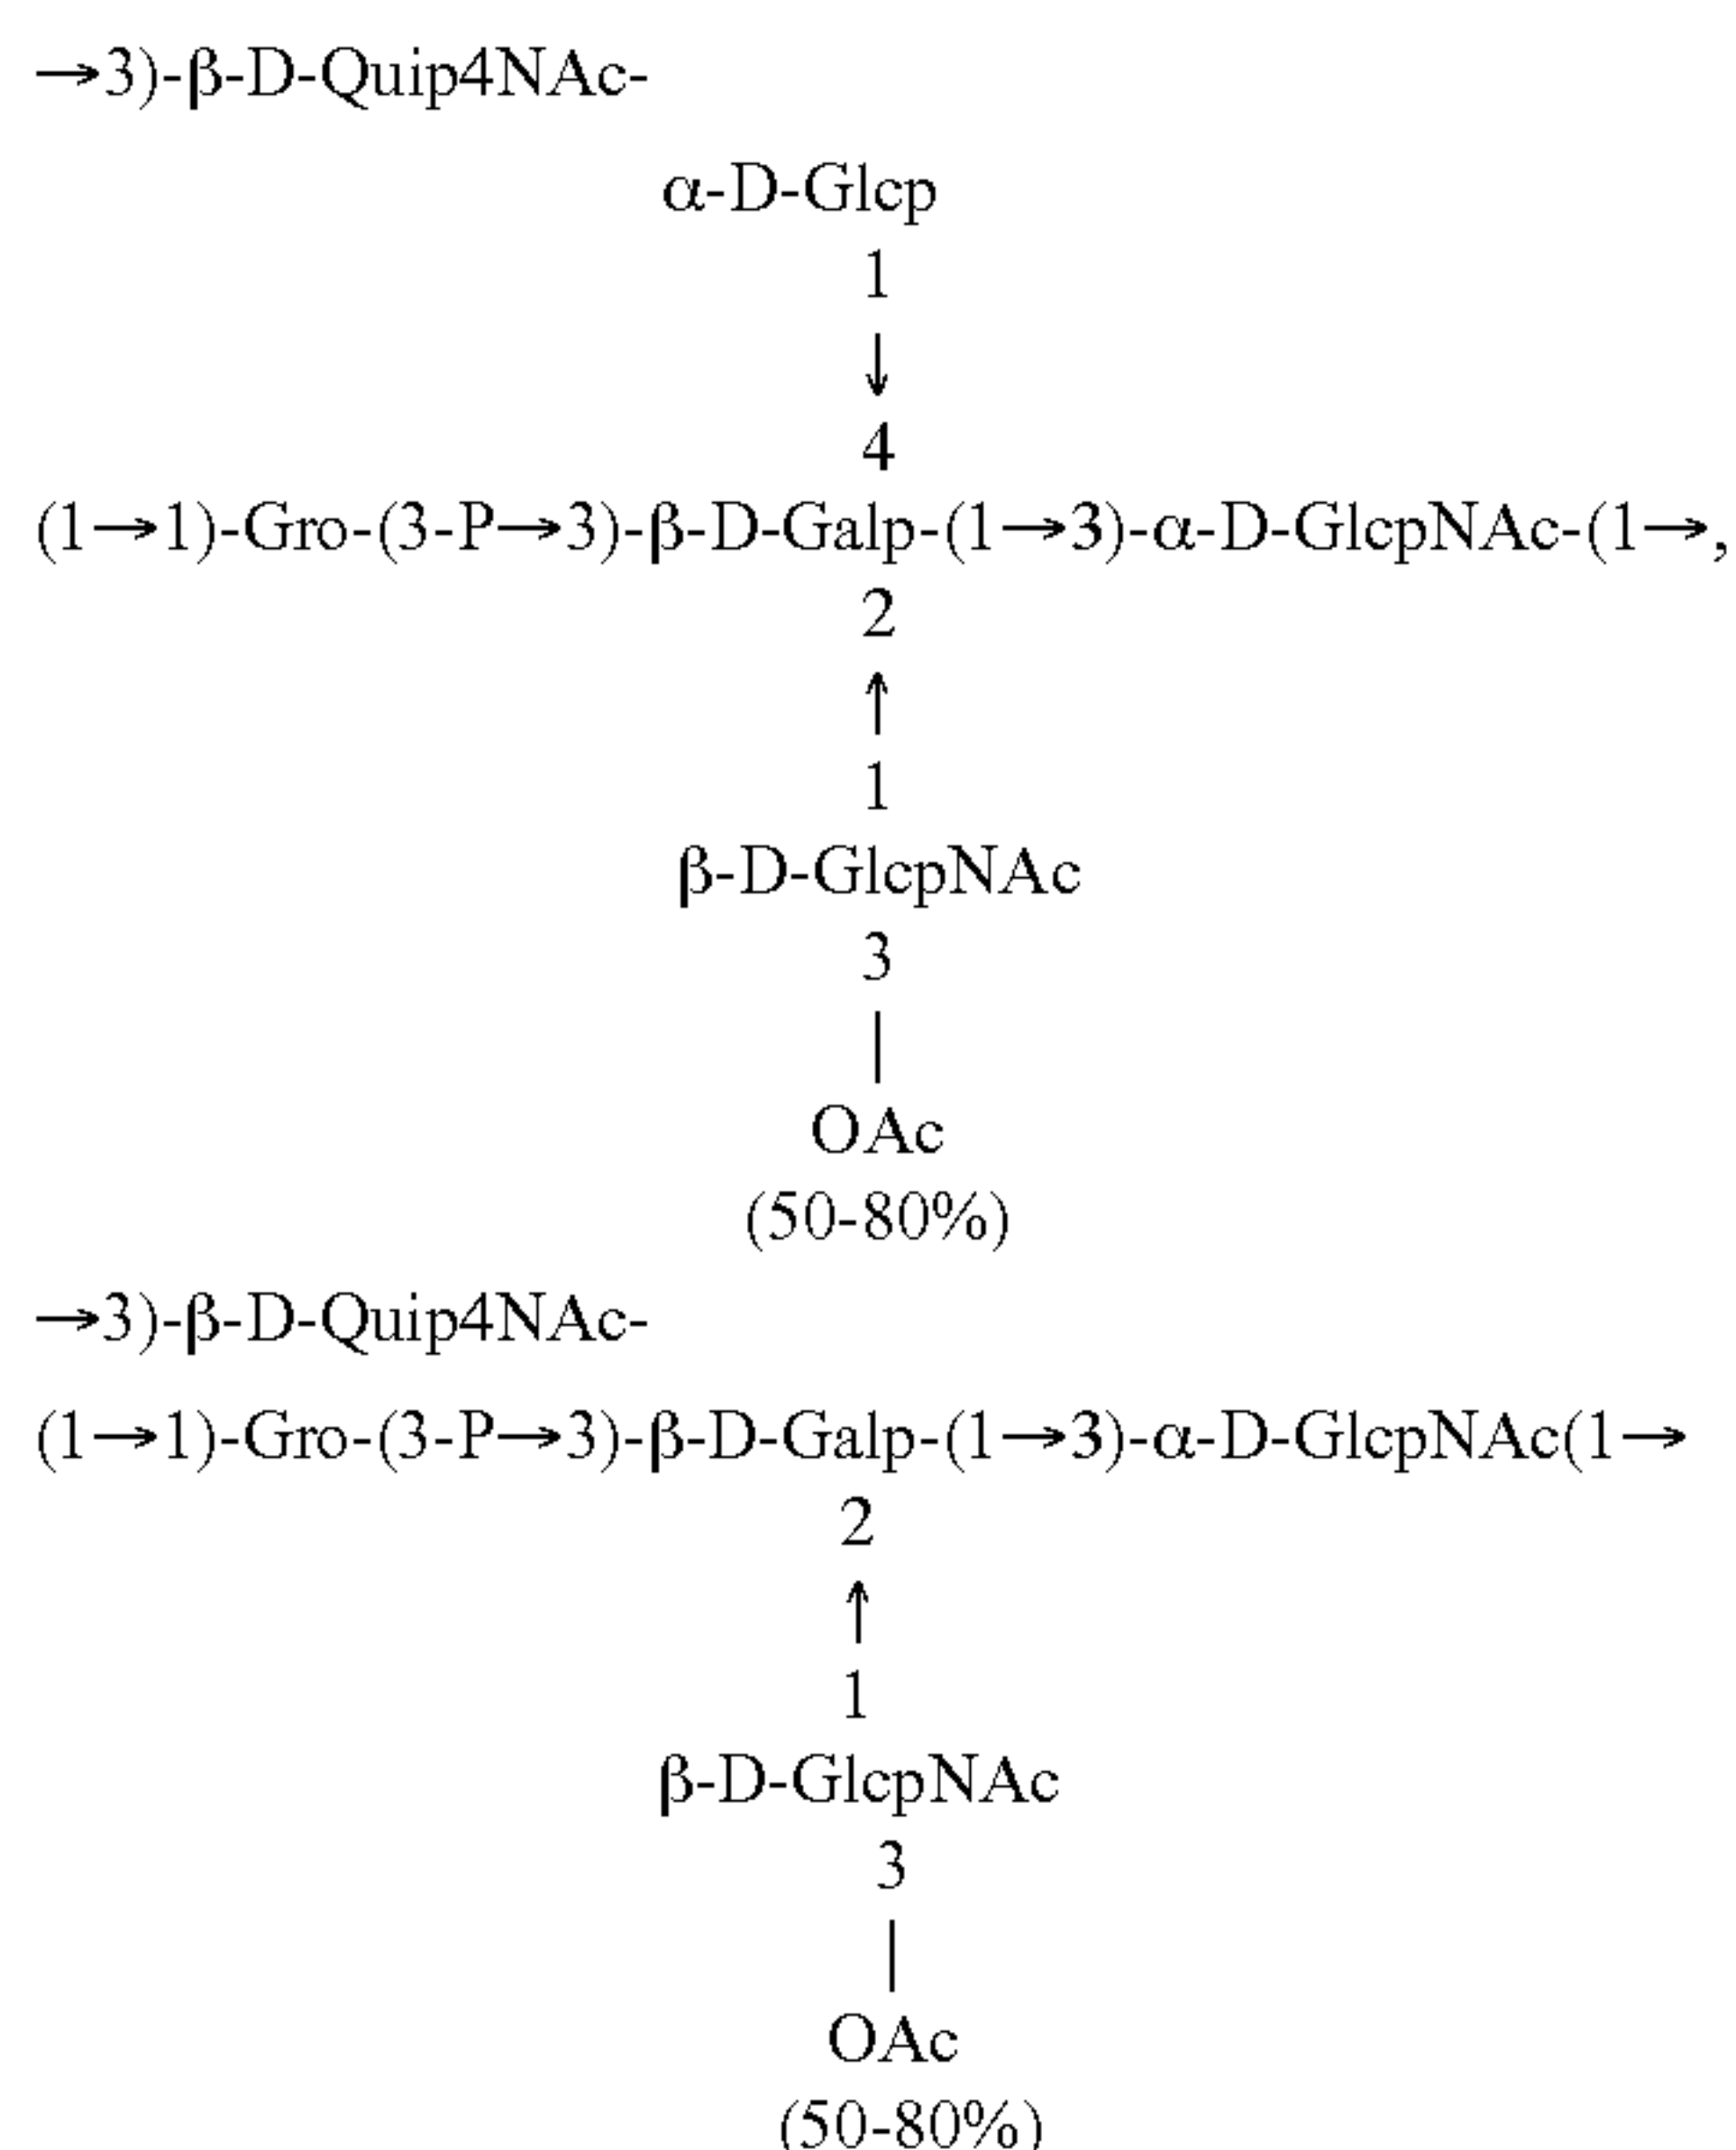 →3)-β-D-Quip4NAc-
α-D-Glcp
1
↓
4
(1→1)-Gro-(3-P→3)-β-D-Galp-(1→3)-α-D-GlcpNAc-(1→,
2
↑
1
β-D-GlcpNAc
3
|
OAc
(50-80%)
→3)-β-D-Quip4NAc-
(1→1)-Gro-(3-P→3)-β-D-Galp-(1→3)-α-D-GlcpNAc(1→
2
↑
1
β-D-GlcpNAc
3
|
OAc
(50-80%)